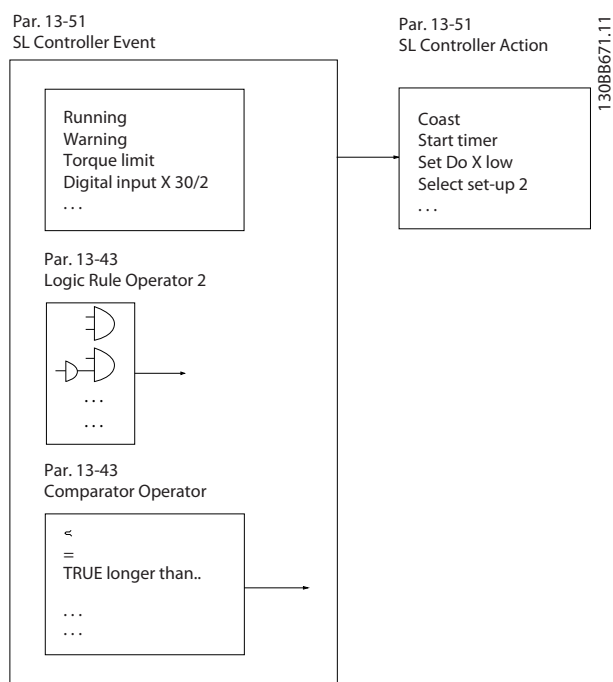 Par. 13-51
SL Controller Event
Par. 13-51
SL Controller Action
130BB671.11
Running
Warning
Torque limit
Digital input X 30/2
...
Coast
Start timer
Set Do X low
Select set-up 2
...
Par. 13-43
Logic Rule Operator 2
...
...
Par. 13-43
Comparator Operator
=
TRUE longer than..
...
...